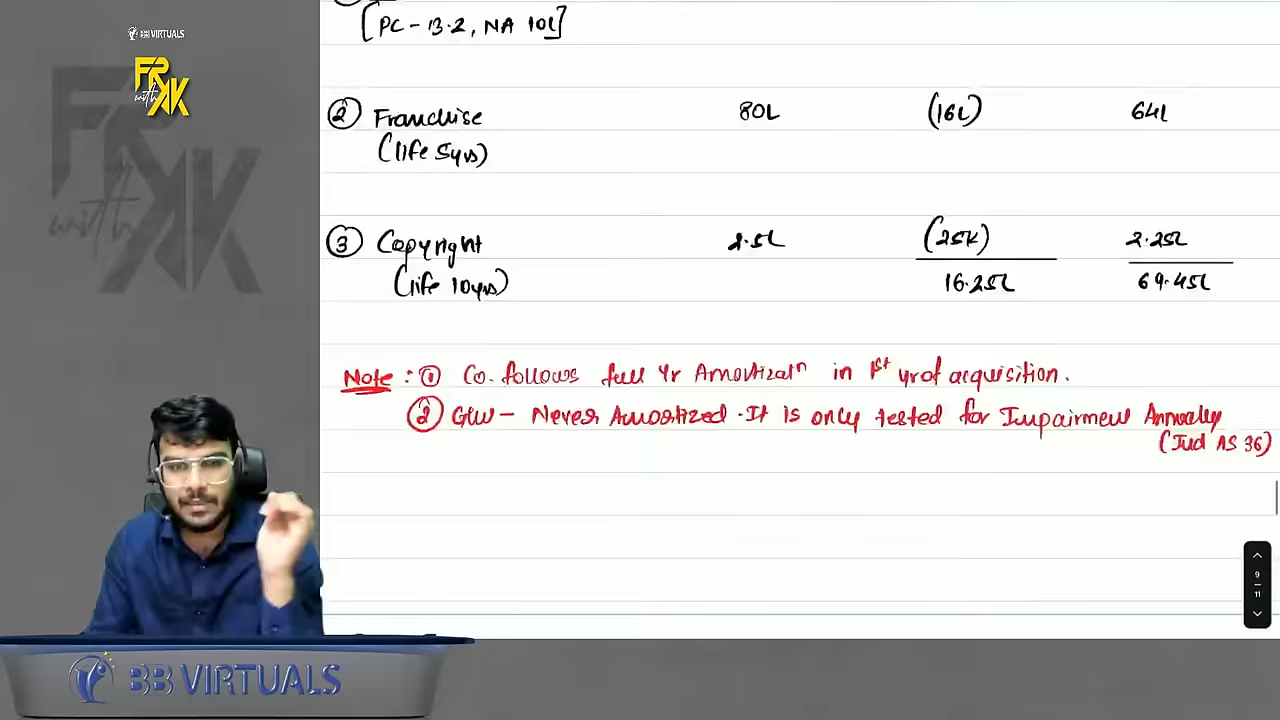 [PC - 13.2, NA 10L]
BB VIRTUALS
FR
with
KK
② Franchise 80L (16L) 64L
(life 5yrs)
③ Copyright 2.5L (25K) 2.25L
(life 10yrs) 16.25L 69.45L
Note : ① Co. follows full Yr Amortizatn in 1st yr of acquisition.
② GW - Never Amortized. It is only tested for Impairment Annually
(Ind AS 36)
9
11
BB VIRTUALS